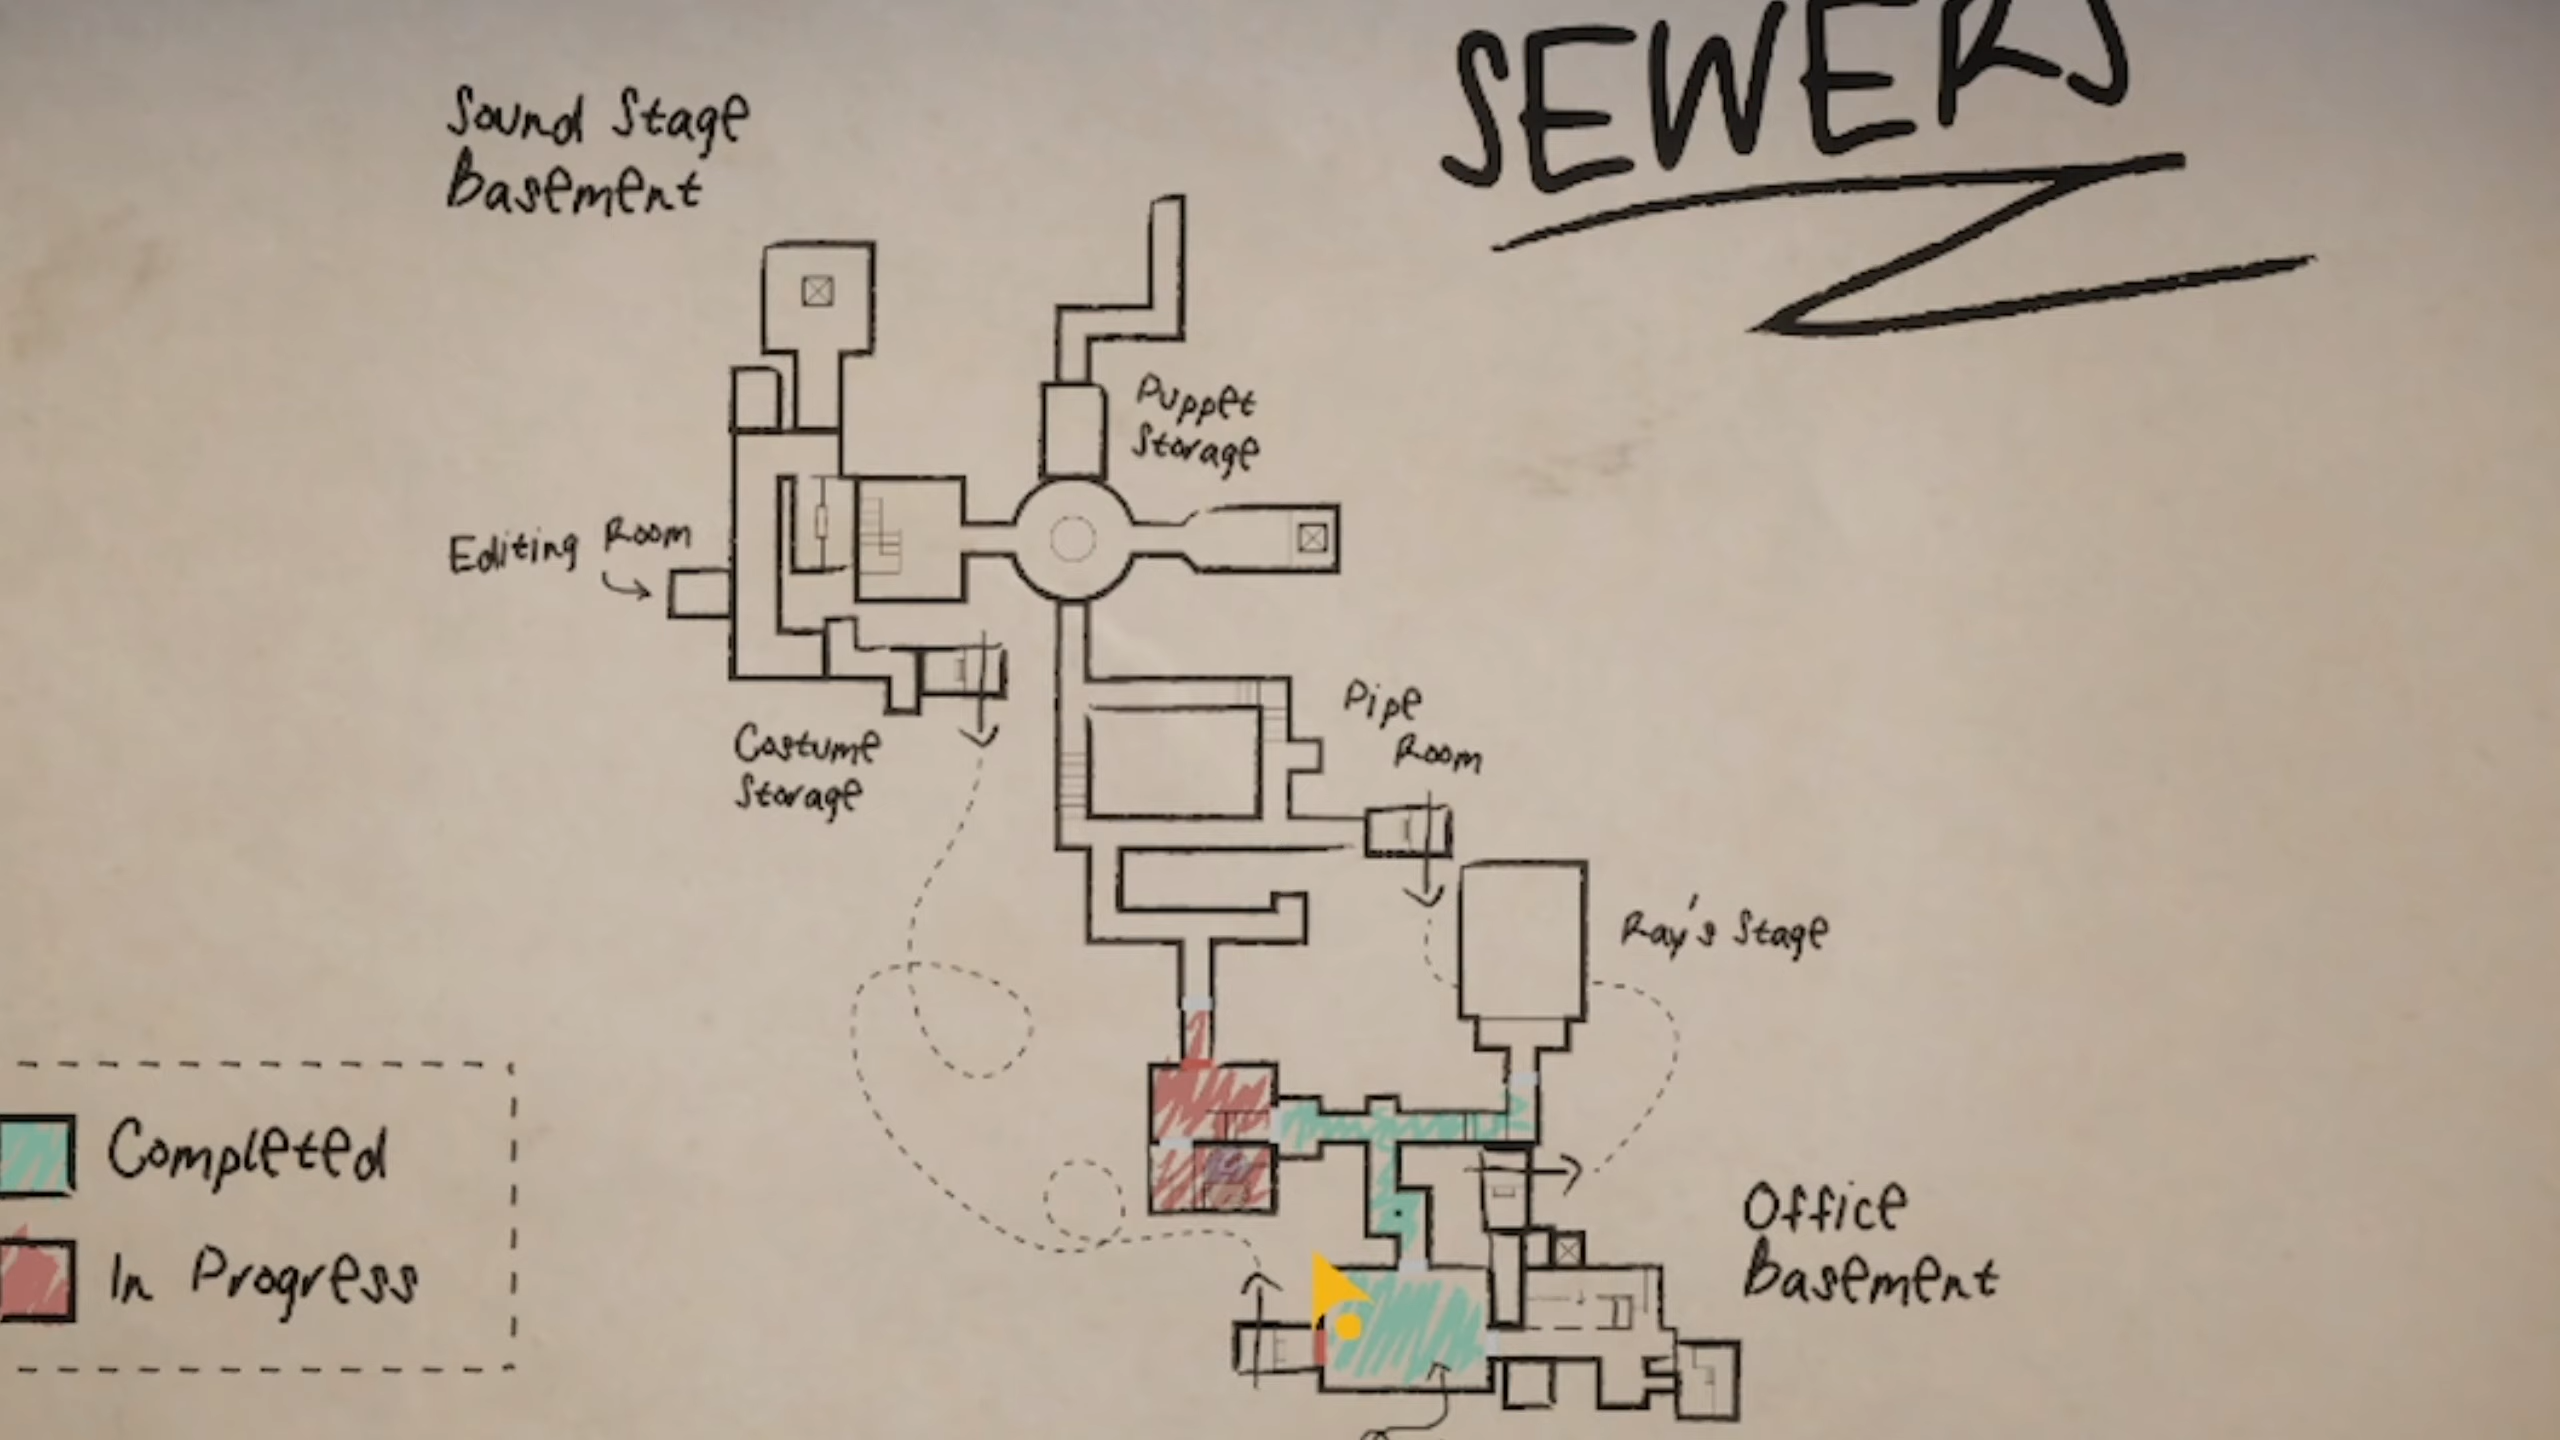 SEWERS
Sound Stage
Basement
Puppet
Storage
Editing Room
Pipe
Room
Costume
Storage
Ray's Stage
Completed
In Progress
Office
Basement